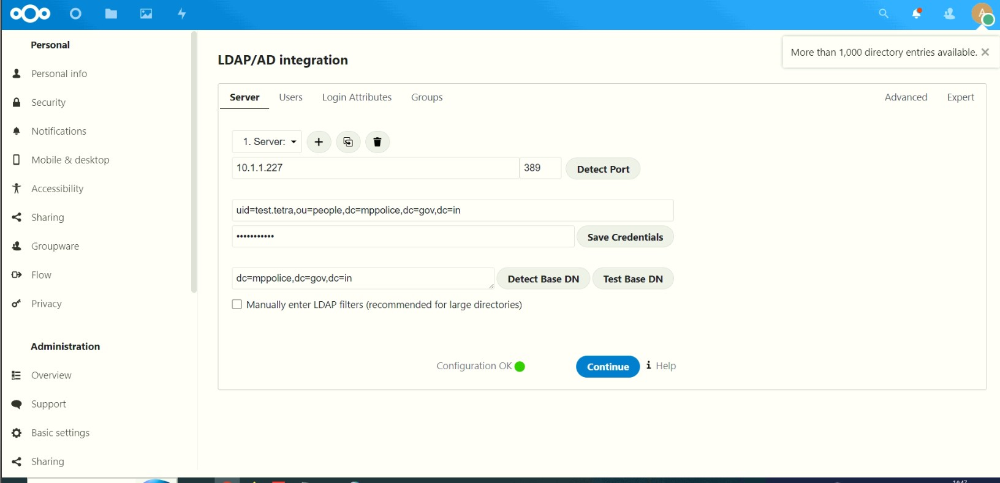 More than 1,000 directory entries available.
Personal
Personal info
Security
Notifications
Mobile & desktop
Accessibility
Sharing
Groupware
Flow
Privacy
Administration
Overview
Support
Basic settings
Sharing
LDAP/AD integration
Server Users Login Attributes Groups Advanced Expert
1. Server:
10.1.1.227 389 Detect Port
uid=test.tetra,ou=people,dc=mppolice,dc=gov,dc=in
••••••••••• Save Credentials
dc=mppolice,dc=gov,dc=in Detect Base DN Test Base DN
Manually enter LDAP filters (recommended for large directories)
Configuration OK Continue i Help
A